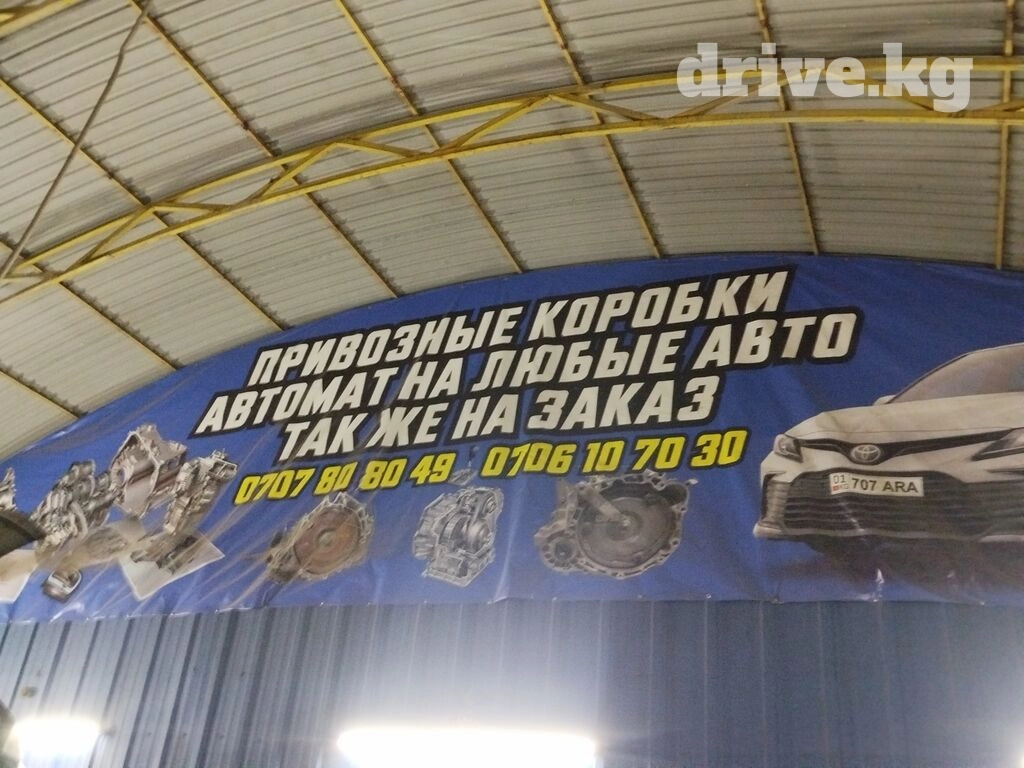 drive.kg
ПРИВОЗНЫЕ КОРОБКИ
АВТОМАТ НА ЛЮБЫЕ АВТО
ТАК ЖЕ НА ЗАКАЗ
0707 80 80 49 0706 10 70 30
01 KG 707 ARA